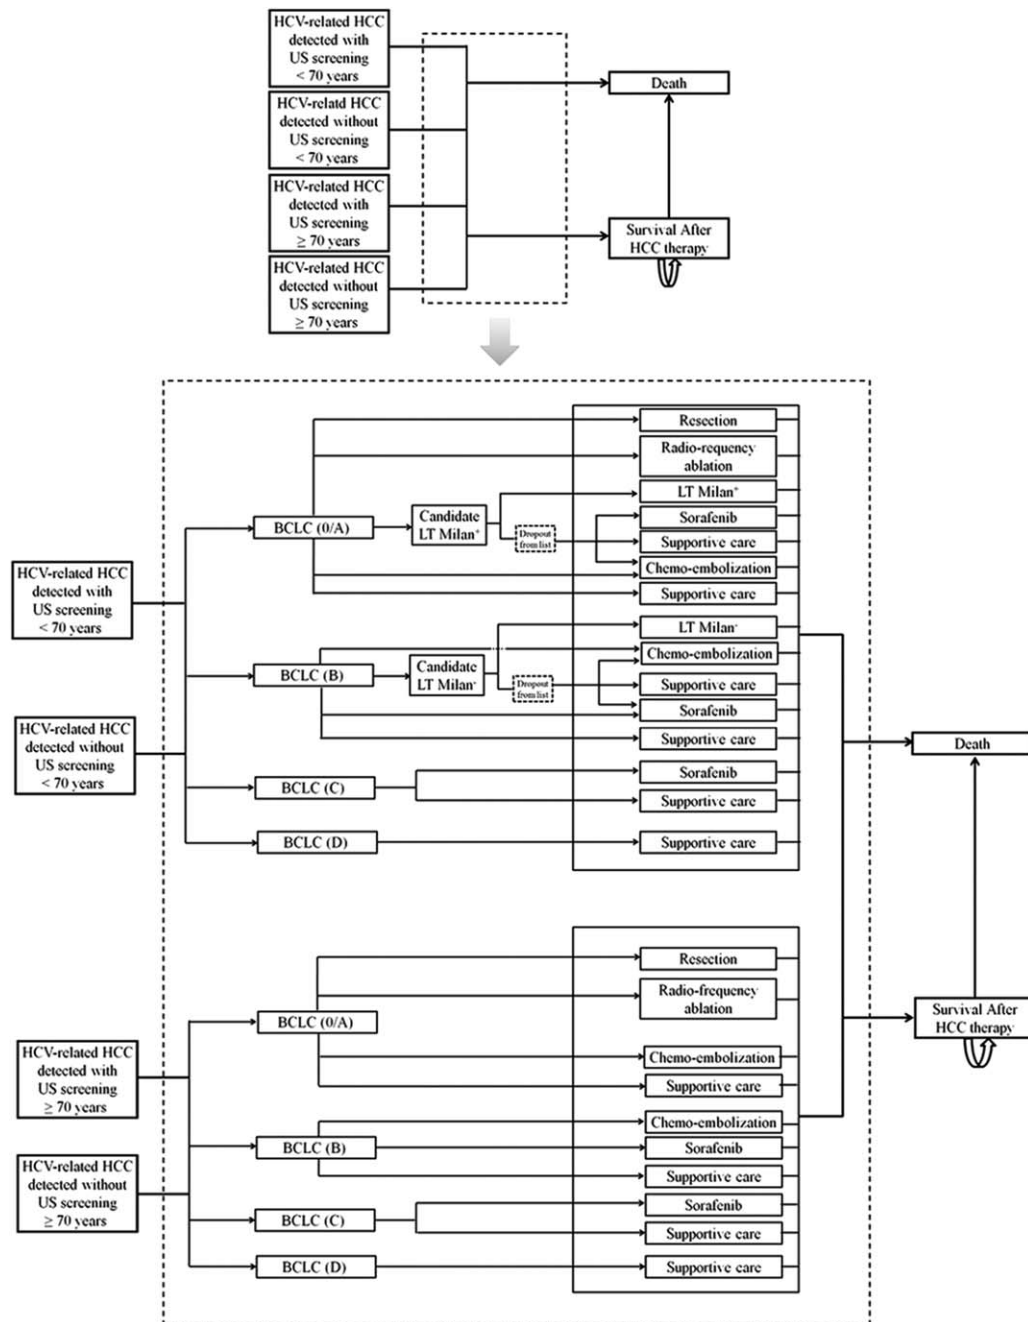 HCV-related HCC
detected with
US screening
< 70 years
HCV-relatd HCC
detected without
US screening
< 70 years
HCV-related HCC
detected with
US screening
≥ 70 years
HCV-related HCC
detected without
US screening
≥ 70 years
Death
Survival After
HCC therapy
HCV-related HCC
detected with
US screening
< 70 years
HCV-related HCC
detected without
US screening
< 70 years
BCLC (0/A)
Candidate
LT Milan⁺
Dropout
from list
Resection
Radio-requency
ablation
LT Milan⁺
Sorafenib
Supportive care
Chemo-embolization
Supportive care
BCLC (B)
Candidate
LT Milan⁻
Dropout
from list
LT Milan⁻
Chemo-embolization
Supportive care
Sorafenib
Supportive care
BCLC (C)
Sorafenib
Supportive care
BCLC (D)
Supportive care
Death
Survival After
HCC therapy
HCV-related HCC
detected with
US screening
≥ 70 years
HCV-related HCC
detected without
US screening
≥ 70 years
BCLC (0/A)
Resection
Radio-frequency
ablation
Chemo-embolization
Supportive care
BCLC (B)
Chemo-embolization
Sorafenib
Supportive care
BCLC (C)
Sorafenib
Supportive care
BCLC (D)
Supportive care